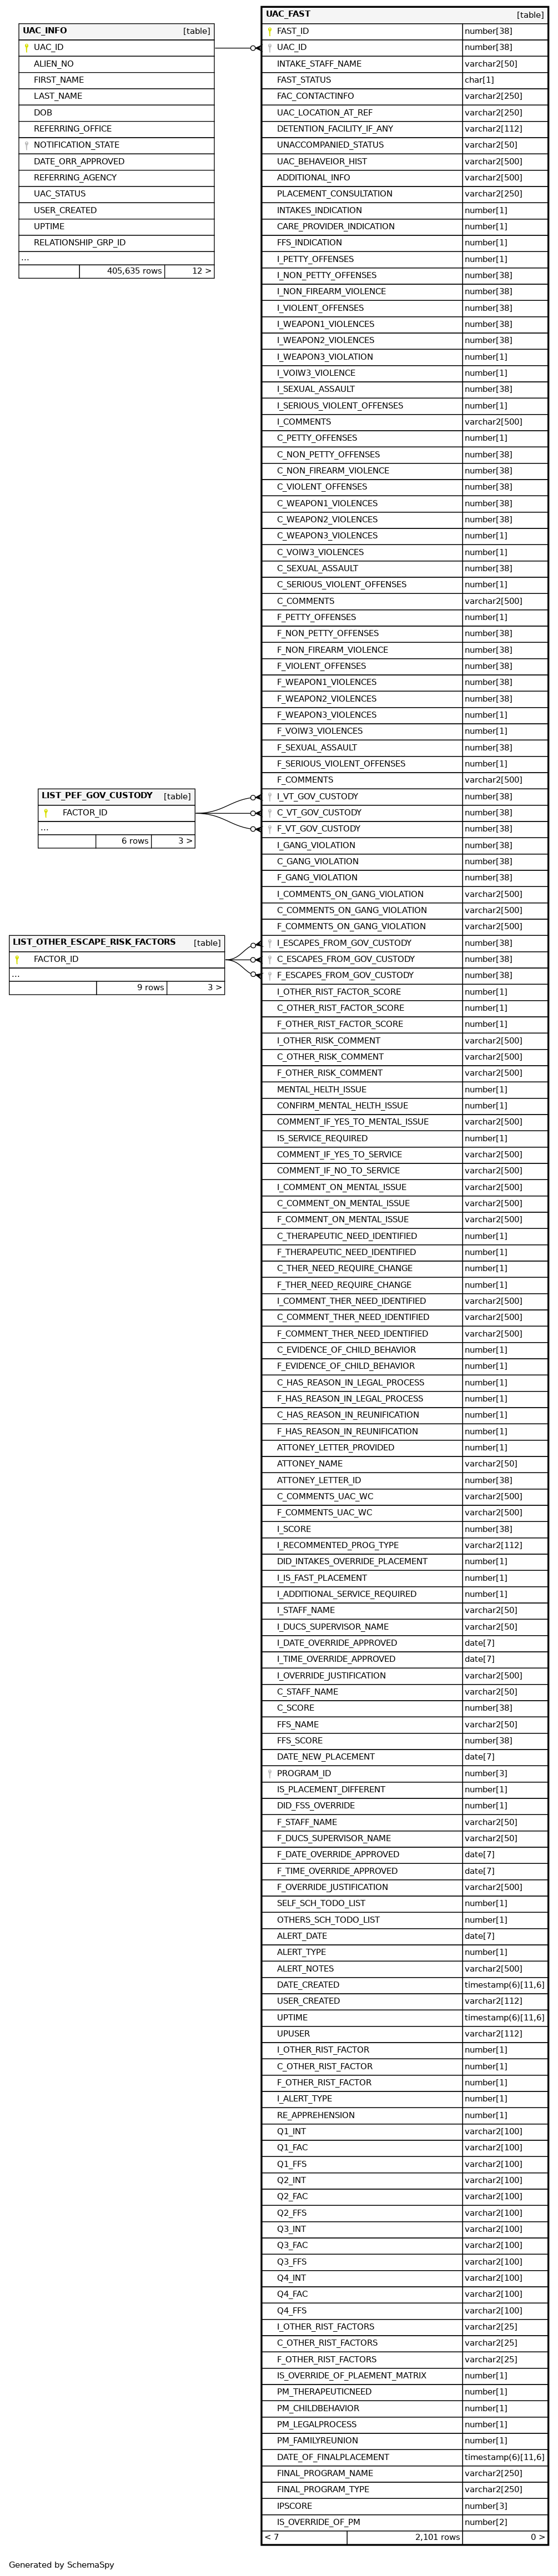 UAC_INFO [table]
UAC_ID
ALIEN_NO
FIRST_NAME
LAST_NAME
DOB
REFERRING_OFFICE
NOTIFICATION_STATE
DATE_ORR_APPROVED
REFERRING_AGENCY
UAC_STATUS
USER_CREATED
UPTIME
RELATIONSHIP_GRP_ID
...
405,635 rows 12 >
LIST_PEF_GOV_CUSTODY [table]
FACTOR_ID
...
6 rows 3 >
LIST_OTHER_ESCAPE_RISK_FACTORS [table]
FACTOR_ID
...
9 rows 3 >
UAC_FAST [table]
FAST_ID number[38]
UAC_ID number[38]
INTAKE_STAFF_NAME varchar2[50]
FAST_STATUS char[1]
FAC_CONTACTINFO varchar2[250]
UAC_LOCATION_AT_REF varchar2[250]
DETENTION_FACILITY_IF_ANY varchar2[112]
UNACCOMPANIED_STATUS varchar2[50]
UAC_BEHAVEIOR_HIST varchar2[500]
ADDITIONAL_INFO varchar2[500]
PLACEMENT_CONSULTATION varchar2[250]
INTAKES_INDICATION number[1]
CARE_PROVIDER_INDICATION number[1]
FFS_INDICATION number[1]
I_PETTY_OFFENSES number[1]
I_NON_PETTY_OFFENSES number[38]
I_NON_FIREARM_VIOLENCE number[38]
I_VIOLENT_OFFENSES number[38]
I_WEAPON1_VIOLENCES number[38]
I_WEAPON2_VIOLENCES number[38]
I_WEAPON3_VIOLATION number[1]
I_VOIW3_VIOLENCE number[1]
I_SEXUAL_ASSAULT number[38]
I_SERIOUS_VIOLENT_OFFENSES number[1]
I_COMMENTS varchar2[500]
C_PETTY_OFFENSES number[1]
C_NON_PETTY_OFFENSES number[38]
C_NON_FIREARM_VIOLENCE number[38]
C_VIOLENT_OFFENSES number[38]
C_WEAPON1_VIOLENCES number[38]
C_WEAPON2_VIOLENCES number[38]
C_WEAPON3_VIOLENCES number[1]
C_VOIW3_VIOLENCES number[1]
C_SEXUAL_ASSAULT number[38]
C_SERIOUS_VIOLENT_OFFENSES number[1]
C_COMMENTS varchar2[500]
F_PETTY_OFFENSES number[1]
F_NON_PETTY_OFFENSES number[38]
F_NON_FIREARM_VIOLENCE number[38]
F_VIOLENT_OFFENSES number[38]
F_WEAPON1_VIOLENCES number[38]
F_WEAPON2_VIOLENCES number[38]
F_WEAPON3_VIOLENCES number[1]
F_VOIW3_VIOLENCES number[1]
F_SEXUAL_ASSAULT number[38]
F_SERIOUS_VIOLENT_OFFENSES number[1]
F_COMMENTS varchar2[500]
I_VT_GOV_CUSTODY number[38]
C_VT_GOV_CUSTODY number[38]
F_VT_GOV_CUSTODY number[38]
I_GANG_VIOLATION number[38]
C_GANG_VIOLATION number[38]
F_GANG_VIOLATION number[38]
I_COMMENTS_ON_GANG_VIOLATION varchar2[500]
C_COMMENTS_ON_GANG_VIOLATION varchar2[500]
F_COMMENTS_ON_GANG_VIOLATION varchar2[500]
I_ESCAPES_FROM_GOV_CUSTODY number[38]
C_ESCAPES_FROM_GOV_CUSTODY number[38]
F_ESCAPES_FROM_GOV_CUSTODY number[38]
I_OTHER_RIST_FACTOR_SCORE number[1]
C_OTHER_RIST_FACTOR_SCORE number[1]
F_OTHER_RIST_FACTOR_SCORE number[1]
I_OTHER_RISK_COMMENT varchar2[500]
C_OTHER_RISK_COMMENT varchar2[500]
F_OTHER_RISK_COMMENT varchar2[500]
MENTAL_HELTH_ISSUE number[1]
CONFIRM_MENTAL_HELTH_ISSUE number[1]
COMMENT_IF_YES_TO_MENTAL_ISSUE varchar2[500]
IS_SERVICE_REQUIRED number[1]
COMMENT_IF_YES_TO_SERVICE varchar2[500]
COMMENT_IF_NO_TO_SERVICE varchar2[500]
I_COMMENT_ON_MENTAL_ISSUE varchar2[500]
C_COMMENT_ON_MENTAL_ISSUE varchar2[500]
F_COMMENT_ON_MENTAL_ISSUE varchar2[500]
C_THERAPEUTIC_NEED_IDENTIFIED number[1]
F_THERAPEUTIC_NEED_IDENTIFIED number[1]
C_THER_NEED_REQUIRE_CHANGE number[1]
F_THER_NEED_REQUIRE_CHANGE number[1]
I_COMMENT_THER_NEED_IDENTIFIED varchar2[500]
C_COMMENT_THER_NEED_IDENTIFIED varchar2[500]
F_COMMENT_THER_NEED_IDENTIFIED varchar2[500]
C_EVIDENCE_OF_CHILD_BEHAVIOR number[1]
F_EVIDENCE_OF_CHILD_BEHAVIOR number[1]
C_HAS_REASON_IN_LEGAL_PROCESS number[1]
F_HAS_REASON_IN_LEGAL_PROCESS number[1]
C_HAS_REASON_IN_REUNIFICATION number[1]
F_HAS_REASON_IN_REUNIFICATION number[1]
ATTONEY_LETTER_PROVIDED number[1]
ATTONEY_NAME varchar2[50]
ATTONEY_LETTER_ID number[38]
C_COMMENTS_UAC_WC varchar2[500]
F_COMMENTS_UAC_WC varchar2[500]
I_SCORE number[38]
I_RECOMMENTED_PROG_TYPE varchar2[112]
DID_INTAKES_OVERRIDE_PLACEMENT number[1]
I_IS_FAST_PLACEMENT number[1]
I_ADDITIONAL_SERVICE_REQUIRED number[1]
I_STAFF_NAME varchar2[50]
I_DUCS_SUPERVISOR_NAME varchar2[50]
I_DATE_OVERRIDE_APPROVED date[7]
I_TIME_OVERRIDE_APPROVED date[7]
I_OVERRIDE_JUSTIFICATION varchar2[500]
C_STAFF_NAME varchar2[50]
C_SCORE number[38]
FFS_NAME varchar2[50]
FFS_SCORE number[38]
DATE_NEW_PLACEMENT date[7]
PROGRAM_ID number[3]
IS_PLACEMENT_DIFFERENT number[1]
DID_FSS_OVERRIDE number[1]
F_STAFF_NAME varchar2[50]
F_DUCS_SUPERVISOR_NAME varchar2[50]
F_DATE_OVERRIDE_APPROVED date[7]
F_TIME_OVERRIDE_APPROVED date[7]
F_OVERRIDE_JUSTIFICATION varchar2[500]
SELF_SCH_TODO_LIST number[1]
OTHERS_SCH_TODO_LIST number[1]
ALERT_DATE date[7]
ALERT_TYPE number[1]
ALERT_NOTES varchar2[500]
DATE_CREATED timestamp(6)[11,6]
USER_CREATED varchar2[112]
UPTIME timestamp(6)[11,6]
UPUSER varchar2[112]
I_OTHER_RIST_FACTOR number[1]
C_OTHER_RIST_FACTOR number[1]
F_OTHER_RIST_FACTOR number[1]
I_ALERT_TYPE number[1]
RE_APPREHENSION number[1]
Q1_INT varchar2[100]
Q1_FAC varchar2[100]
Q1_FFS varchar2[100]
Q2_INT varchar2[100]
Q2_FAC varchar2[100]
Q2_FFS varchar2[100]
Q3_INT varchar2[100]
Q3_FAC varchar2[100]
Q3_FFS varchar2[100]
Q4_INT varchar2[100]
Q4_FAC varchar2[100]
Q4_FFS varchar2[100]
I_OTHER_RIST_FACTORS varchar2[25]
C_OTHER_RIST_FACTORS varchar2[25]
F_OTHER_RIST_FACTORS varchar2[25]
IS_OVERRIDE_OF_PLAEMENT_MATRIX number[1]
PM_THERAPEUTICNEED number[1]
PM_CHILDBEHAVIOR number[1]
PM_LEGALPROCESS number[1]
PM_FAMILYREUNION number[1]
DATE_OF_FINALPLACEMENT timestamp(6)[11,6]
FINAL_PROGRAM_NAME varchar2[250]
FINAL_PROGRAM_TYPE varchar2[250]
IPSCORE number[3]
IS_OVERRIDE_OF_PM number[2]
< 7 2,101 rows 0 >
Generated by SchemaSpy